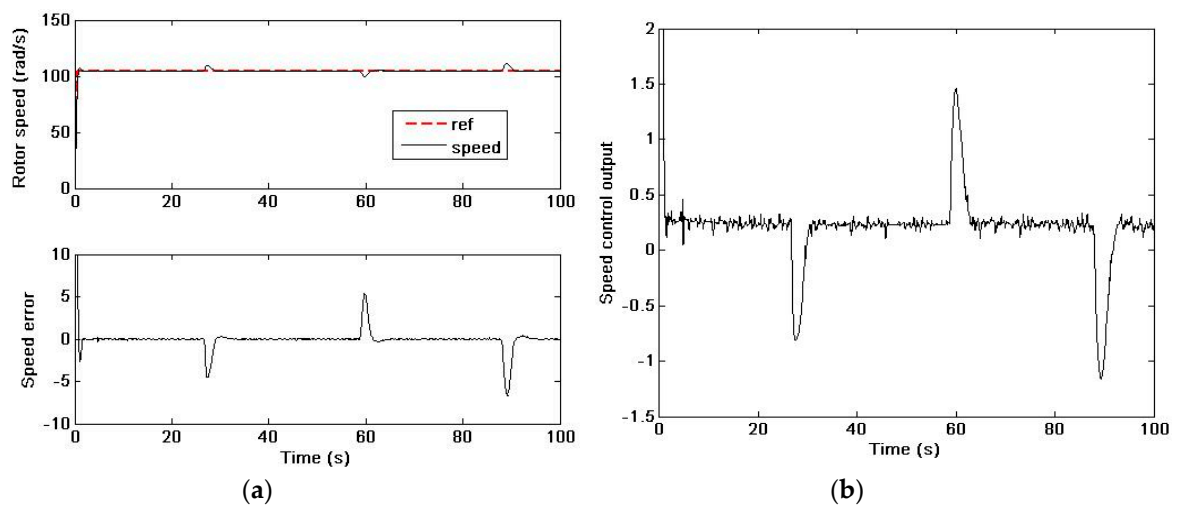 Rotor speed (rad/s)
150
100
50
0
ref
speed
0 20 40 60 80 100
Speed error
10
5
0
-5
-10
0 20 40 60 80 100
Time (s)
(a)
Speed control output
2
1.5
1
0.5
0
-0.5
-1
-1.5
0 20 40 60 80 100
Time (s)
(b)